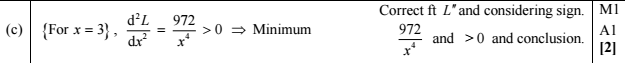 (c) {For x = 3}, d²L/dx² = 972/x⁴ > 0 ⇒ Minimum
Correct ft L″ and considering sign. M1
972/x⁴ and > 0 and conclusion. A1
[2]